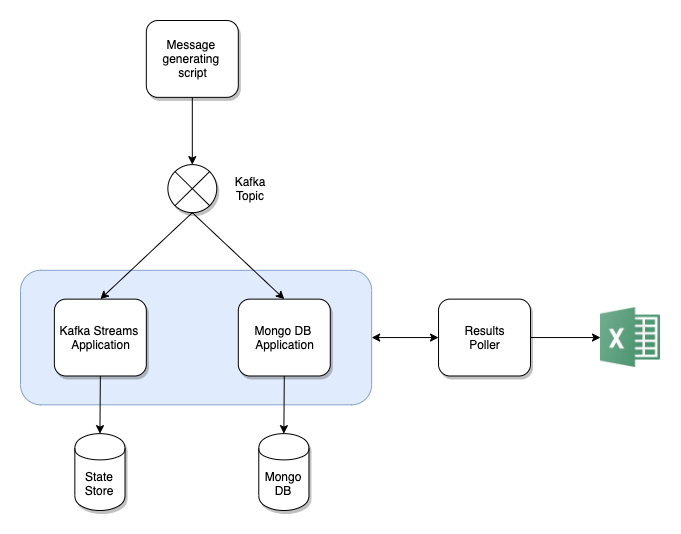 Message
generating
script
Kafka
Topic
Kafka Streams
Application
Mongo DB
Application
Results
Poller
X
State
Store
Mongo
DB